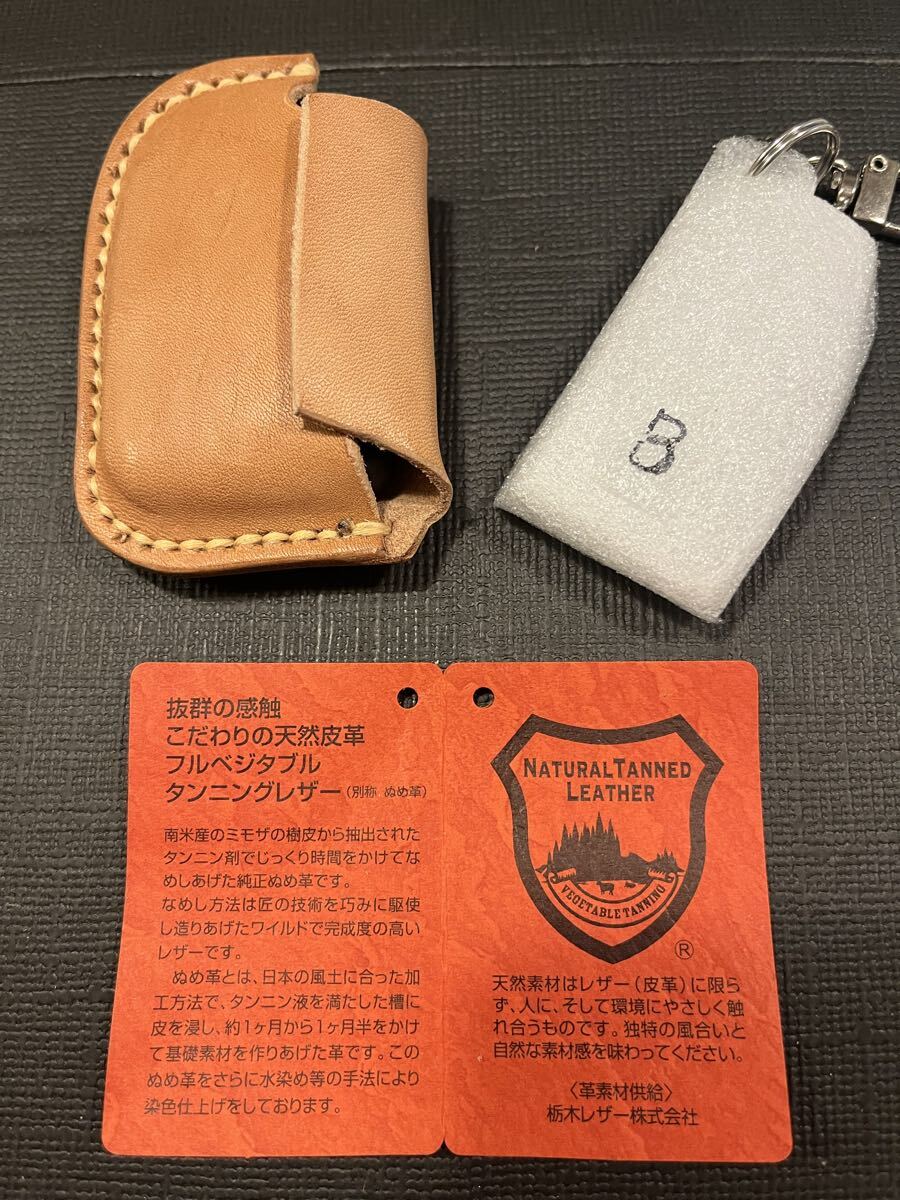 B
抜群の感触
こだわりの天然皮革
フルベジタブル
タンニングレザー（別称 ぬめ革）
南米産のミモザの樹皮から抽出された
タンニン剤でじっくり時間をかけてな
めしあげた純正ぬめ革です。
なめし方法は匠の技術を巧みに駆使
し造りあげたワイルドで完成度の高い
レザーです。
ぬめ革とは、日本の風土に合った加
工方法で、タンニン液を満たした槽に
皮を浸し、約1ヶ月から1ヶ月半をかけ
て基礎素材を作りあげた革です。この
ぬめ革をさらに水染め等の手法により
染色仕上げをしております。
NATURAL TANNED
LEATHER
VEGETABLE TANNING
®
天然素材はレザー（皮革）に限ら
ず、人に、そして環境にやさしく触
れ合うものです。独特の風合いと
自然な素材感を味わってください。
〈革素材供給〉
栃木レザー株式会社